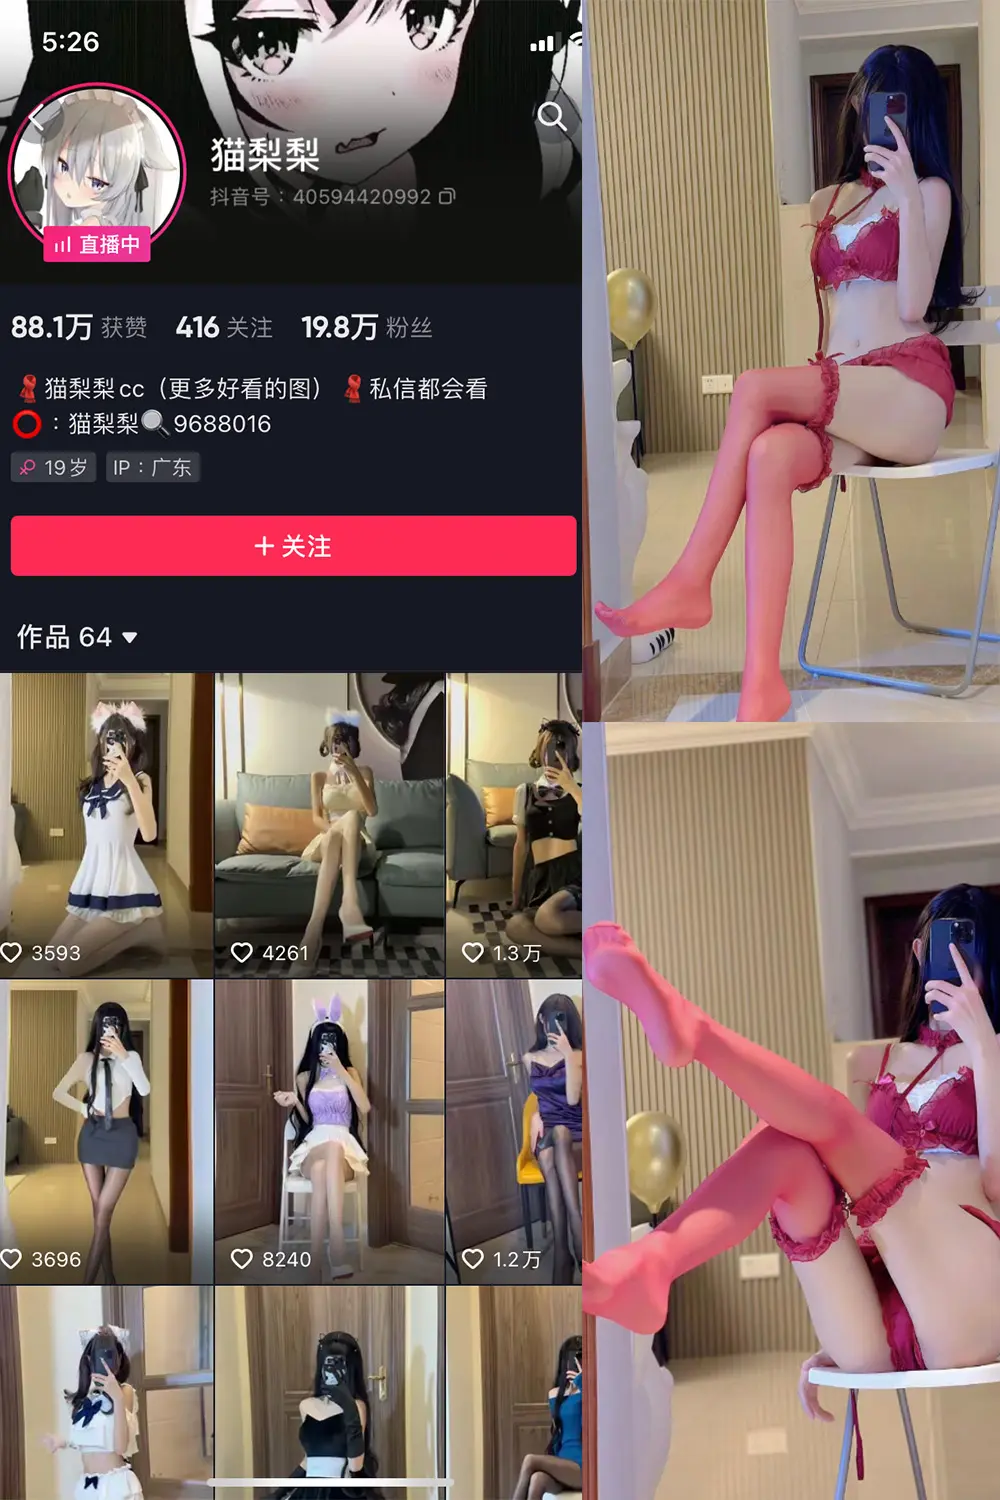 5:26
猫梨梨
抖音号：40594420992
直播中
88.1万 获赞 416 关注 19.8万 粉丝
猫梨梨cc（更多好看的图） 私信都会看
：猫梨梨 9688016
19岁 IP：广东
+ 关注
作品 64
3593 4261 1.3万
3696 8240 1.2万